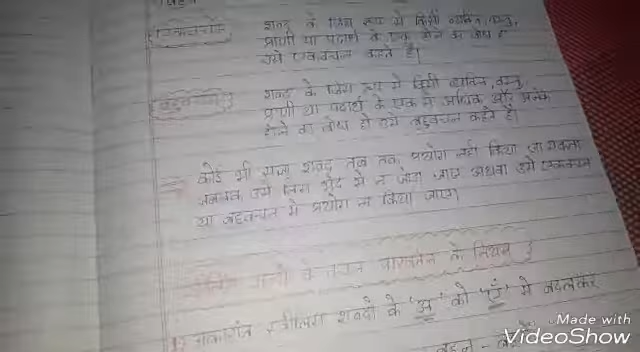 एकवचन शब्द के जिस रूप से किसी व्यक्ति, वस्तु,
प्राणी या पदार्थ के एक होने का बोध हो
उसे एकवचन कहते हैं।
बहुवचन शब्द के जिस रूप से किसी व्यक्ति, वस्तु,
प्राणी या पदार्थ के एक से अधिक और अनेक
होने का बोध हो उसे बहुवचन कहते हैं।
कोई भी संज्ञा शब्द तब तक प्रयोग नहीं किया जा सकता
जबतक उसे लिंग भेद से न जोड़ा जाए अथवा उसे एकवचन
या बहुवचन में प्रयोग न किया जाए।
के वचन परिवर्तन के नियम
स्त्रीलिंग शब्दों के 'अ' को 'एँ' में बदलकर
Made with
VideoShow